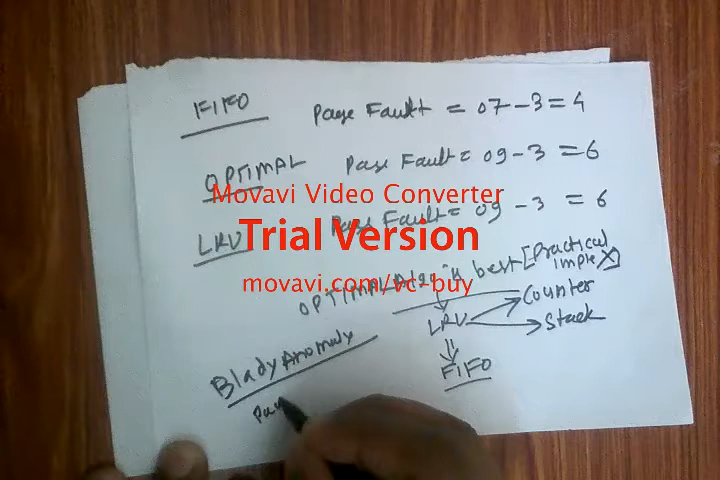 FIFO Page Fault = 07 - 3 = 4
OPTIMAL Page Fault = 09 - 3 = 6
Movavi Video Converter
LRU Page Fault = 09 - 3 = 6
Trial Version
OPTIMAL Algo is best [Practical
imple X]
movavi.com/vc-buy
Counter
LRU
Stack
Blady Anomaly
FIFO
Pag